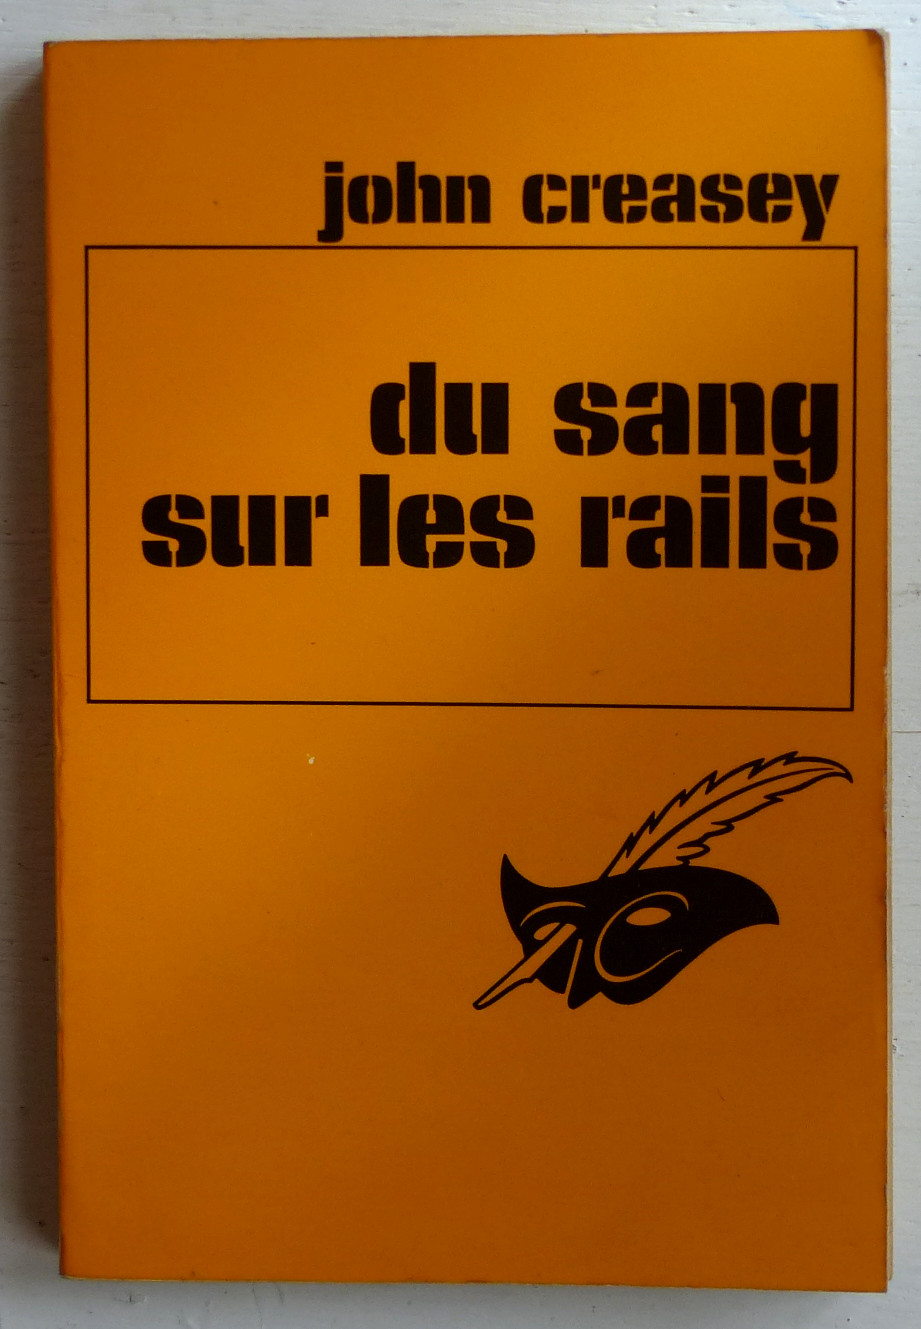 john creasey
du sang
sur les rails